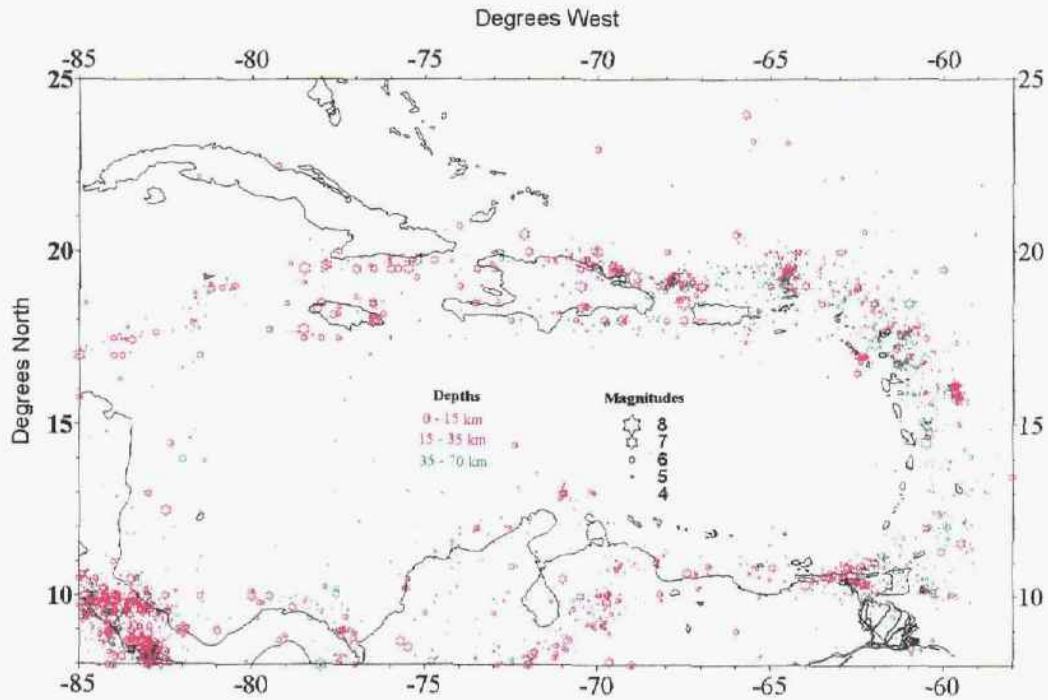 Degrees West
-85 -80 -75 -70 -65 -60
25 25
20 20
Degrees North
15 15
10 10
Depths
0 - 15 km
15 - 35 km
35 - 70 km
Magnitudes
8
7
6
5
4
-85 -80 -75 -70 -65 -60